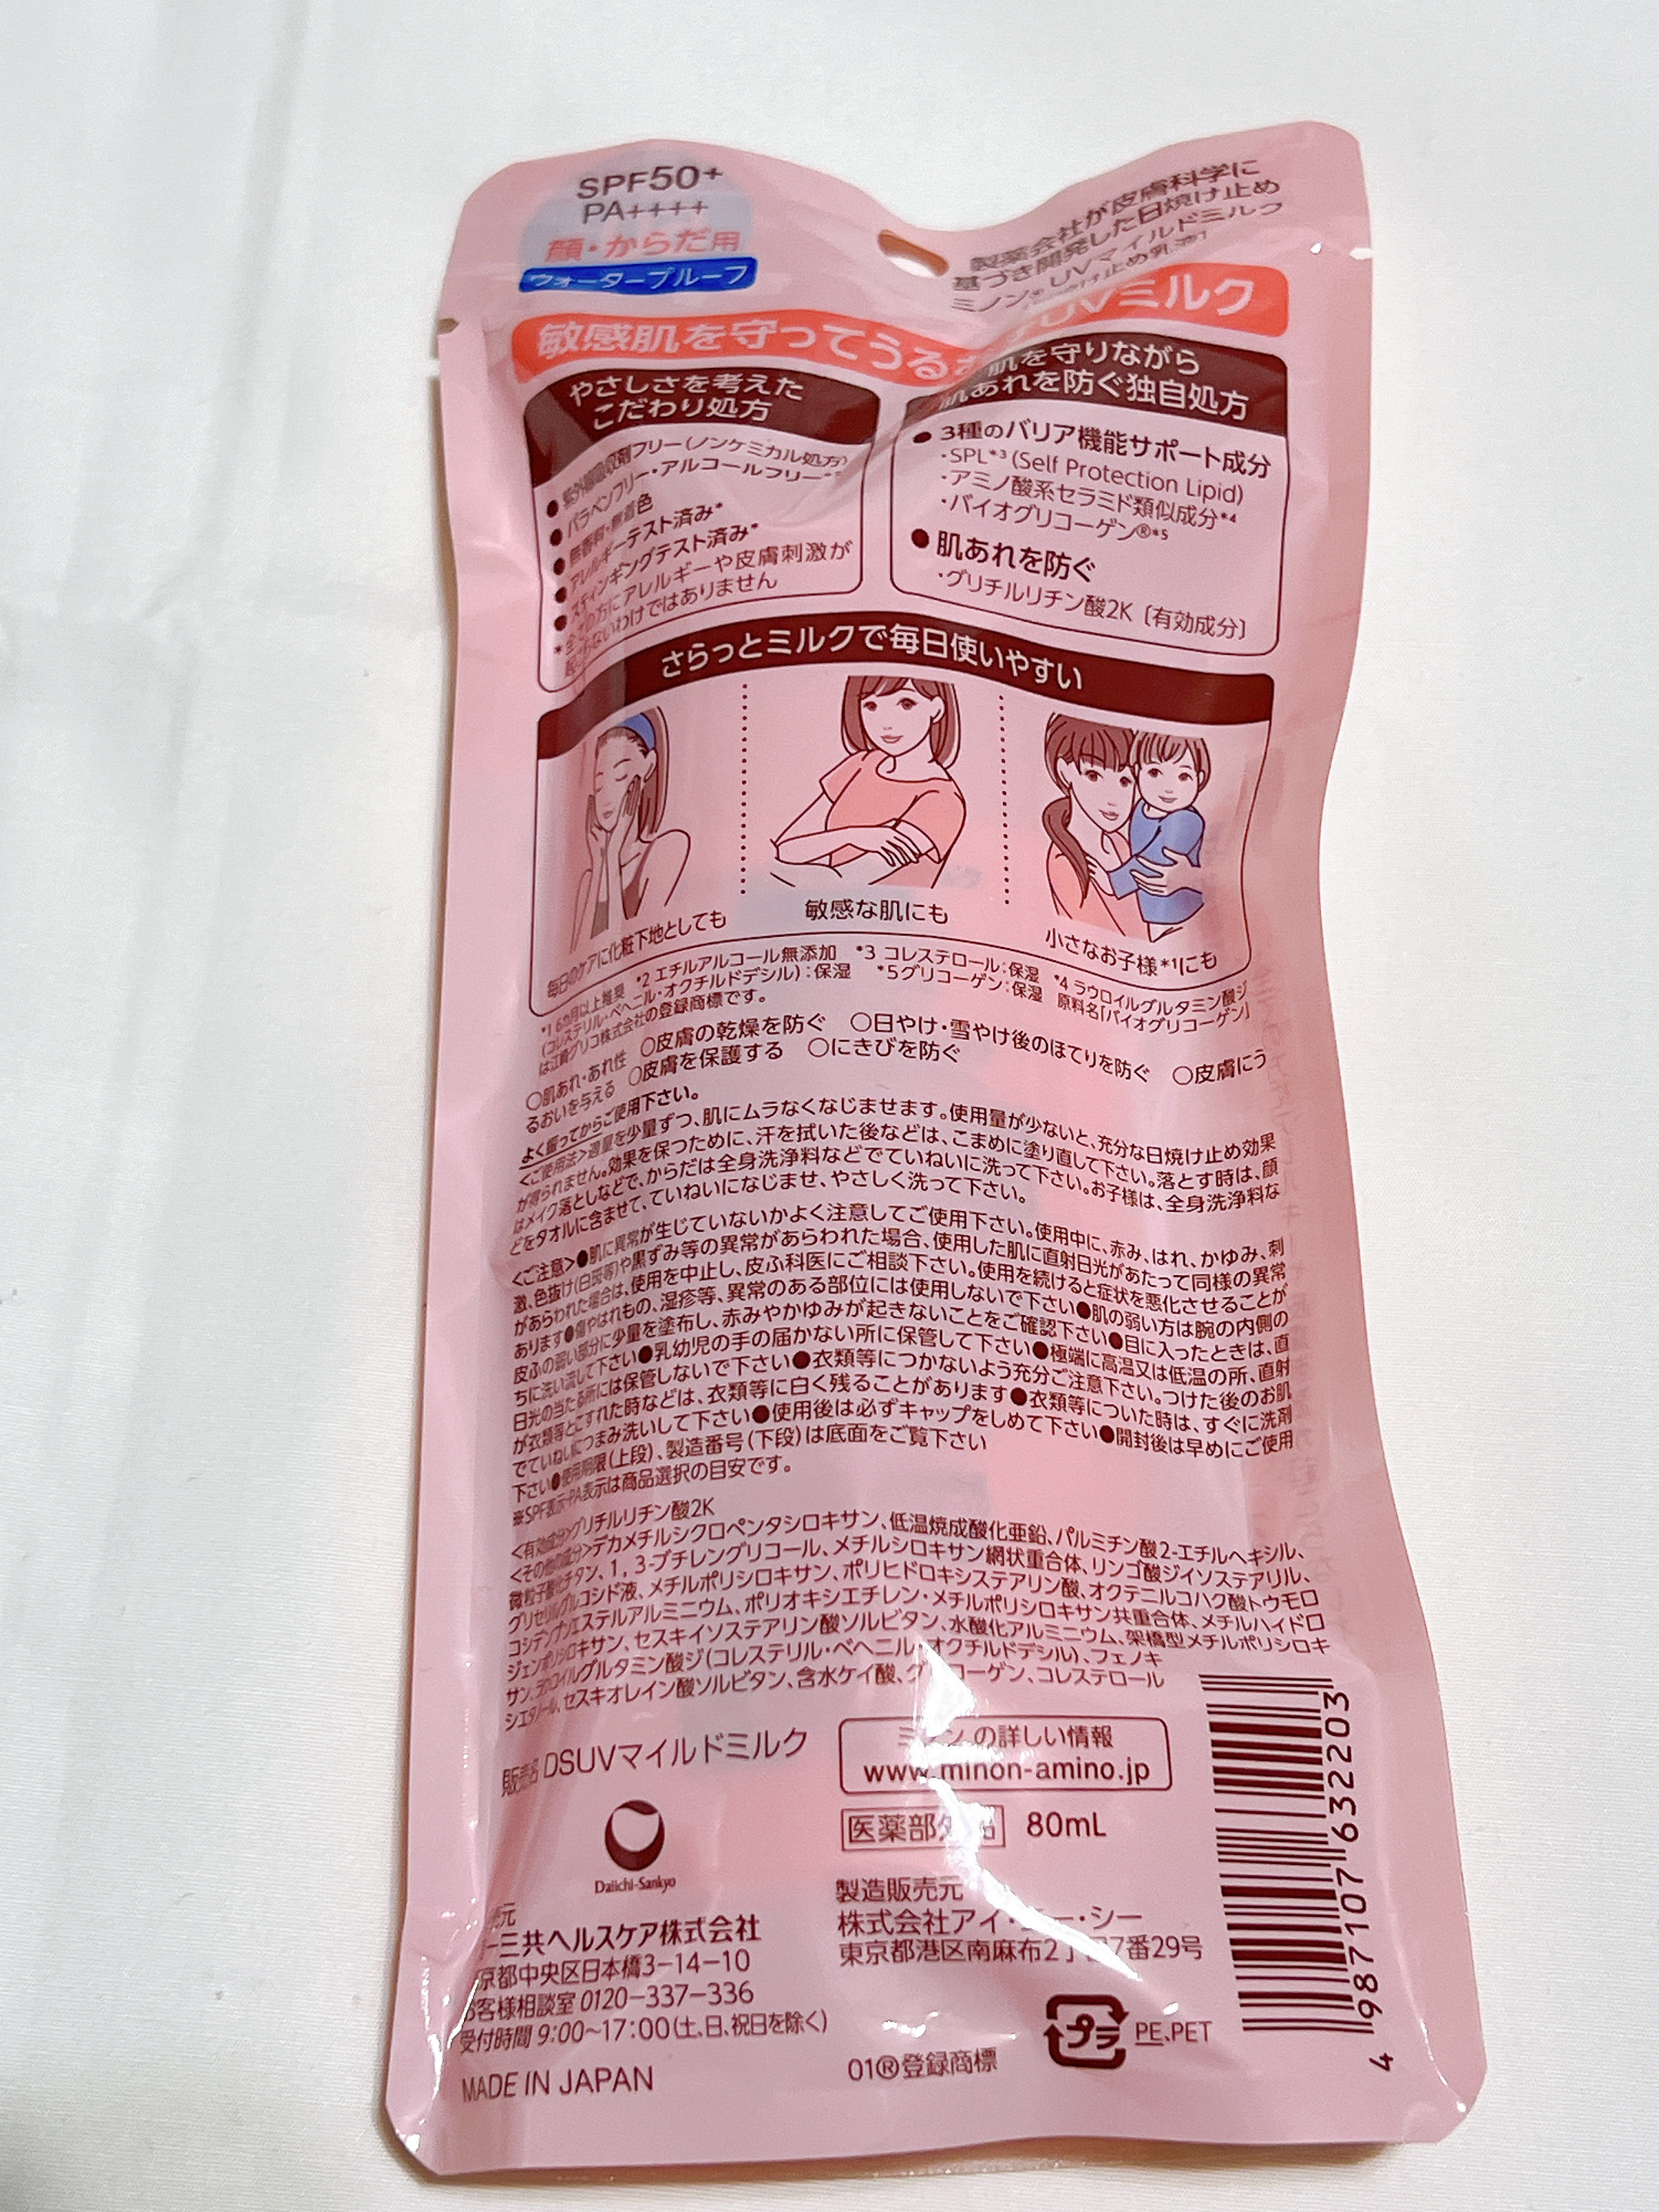 SPF50+
PA++++
顔・からだ用
ウォータープルーフ
製薬会社が皮膚科学に
基づき開発した日焼け止め
ミノン® UVマイルドミルク
敏感肌を守ってうるお
UVミルク
やさしさを考えた
こだわり処方
●紫外線吸収剤フリー(ノンケミカル処方)
●パラベンフリー・アルコールフリー*²
●無香料・無着色
●アレルギーテスト済み*
●スティンギングテスト済み*
*全ての方にアレルギーや皮膚刺激が
起こらないわけではありません
肌を守りながら
肌あれを防ぐ独自処方
●3種のバリア機能サポート成分
・SPL*³(Self Protection Lipid)
・アミノ酸系セラミド類似成分*⁴
・バイオグリコーゲン®*⁵
●肌あれを防ぐ
・グリチルリチン酸2K〔有効成分〕
さらっとミルクで毎日使いやすい
毎日のケアに化粧下地としても
敏感な肌にも
小さなお子様*¹にも
*1 6カ月以上推奨 *2 エチルアルコール無添加 *3 コレステロール:保湿 *4 ラウロイルグルタミン酸ジ
(コレステリル・ベヘニル・オクチルドデシル):保湿 *5グリコーゲン:保湿 原料名「バイオグリコーゲン」
は江崎グリコ株式会社の登録商標です。
○肌あれ・あれ性 ○皮膚の乾燥を防ぐ ○日やけ・雪やけ後のほてりを防ぐ ○皮膚にう
るおいを与える ○皮膚を保護する ○にきびを防ぐ
よく振ってからご使用下さい。
<ご使用法>適量を少量ずつ、肌にムラなくなじませます。使用量が少ないと、充分な日焼け止め効果
が得られません。効果を保つために、汗を拭いた後などは、こまめに塗り直して下さい。落とす時は、顔
はメイク落としなどで、からだは全身洗浄料などでていねいに洗って下さい。お子様は、全身洗浄料な
どをタオルに含ませて、ていねいになじませ、やさしく洗って下さい。
<ご注意>●肌に異常が生じていないかよく注意してご使用下さい。使用中に、赤み、はれ、かゆみ、刺
激、色抜け(白斑等)や黒ずみ等の異常があらわれた場合、使用した肌に直射日光があたって同様の異常
があらわれた場合は、使用を中止し、皮ふ科医にご相談下さい。使用を続けると症状を悪化させることが
あります●傷やはれもの、湿疹等、異常のある部位には使用しないで下さい●肌の弱い方は腕の内側の
皮ふの弱い部分に少量を塗布し、赤みやかゆみが起きないことをご確認下さい●目に入ったときは、直
ちに洗い流して下さい●乳幼児の手の届かない所に保管して下さい●極端に高温又は低温の所、直射
日光の当たる所には保管しないで下さい●衣類等につかないよう充分ご注意下さい。つけた後のお肌
が衣類等とこすれた時などは、衣類等に白く残ることがあります●衣類等についた時は、すぐに洗剤
でていねいにつまみ洗いして下さい●使用後は必ずキャップをしめて下さい●開封後は早めにご使用
下さい●使用期限(上段)、製造番号(下段)は底面をご覧下さい
※SPF表示・PA表示は商品選択の目安です。
<有効成分>グリチルリチン酸2K
<その他の成分>デカメチルシクロペンタシロキサン、低温焼成酸化亜鉛、パルミチン酸2-エチルヘキシル、
微粒子酸化チタン、1, 3-ブチレングリコール、メチルシロキサン網状重合体、リンゴ酸ジイソステアリル、
グリセリルグルコシド液、メチルポリシロキサン、ポリヒドロキシステアリン酸、オクテニルコハク酸トウモロ
コシデンプンエステルアルミニウム、ポリオキシエチレン・メチルポリシロキサン共重合体、メチルハイドロ
ジェンポリシロキサン、セスキイソステアリン酸ソルビタン、水酸化アルミニウム、架橋型メチルポリシロキ
サン、ラウロイルグルタミン酸ジ(コレステリル・ベヘニル・オクチルドデシル)、フェノキ
シエタノール、セスキオレイン酸ソルビタン、含水ケイ酸、グリコーゲン、コレステロール
販売名 DSUVマイルドミルク
ミノンの詳しい情報
www.minon-amino.jp
医薬部外品 80mL
Daiichi-Sankyo
売元
一三共ヘルスケア株式会社
京都中央区日本橋3-14-10
お客様相談室 0120-337-336
受付時間 9:00~17:00(土、日、祝日を除く)
MADE IN JAPAN
製造販売元
株式会社アイ・シー・シー
東京都港区南麻布2丁 7番29号
01®登録商標
プラ
PE、PET
4 987107 632203